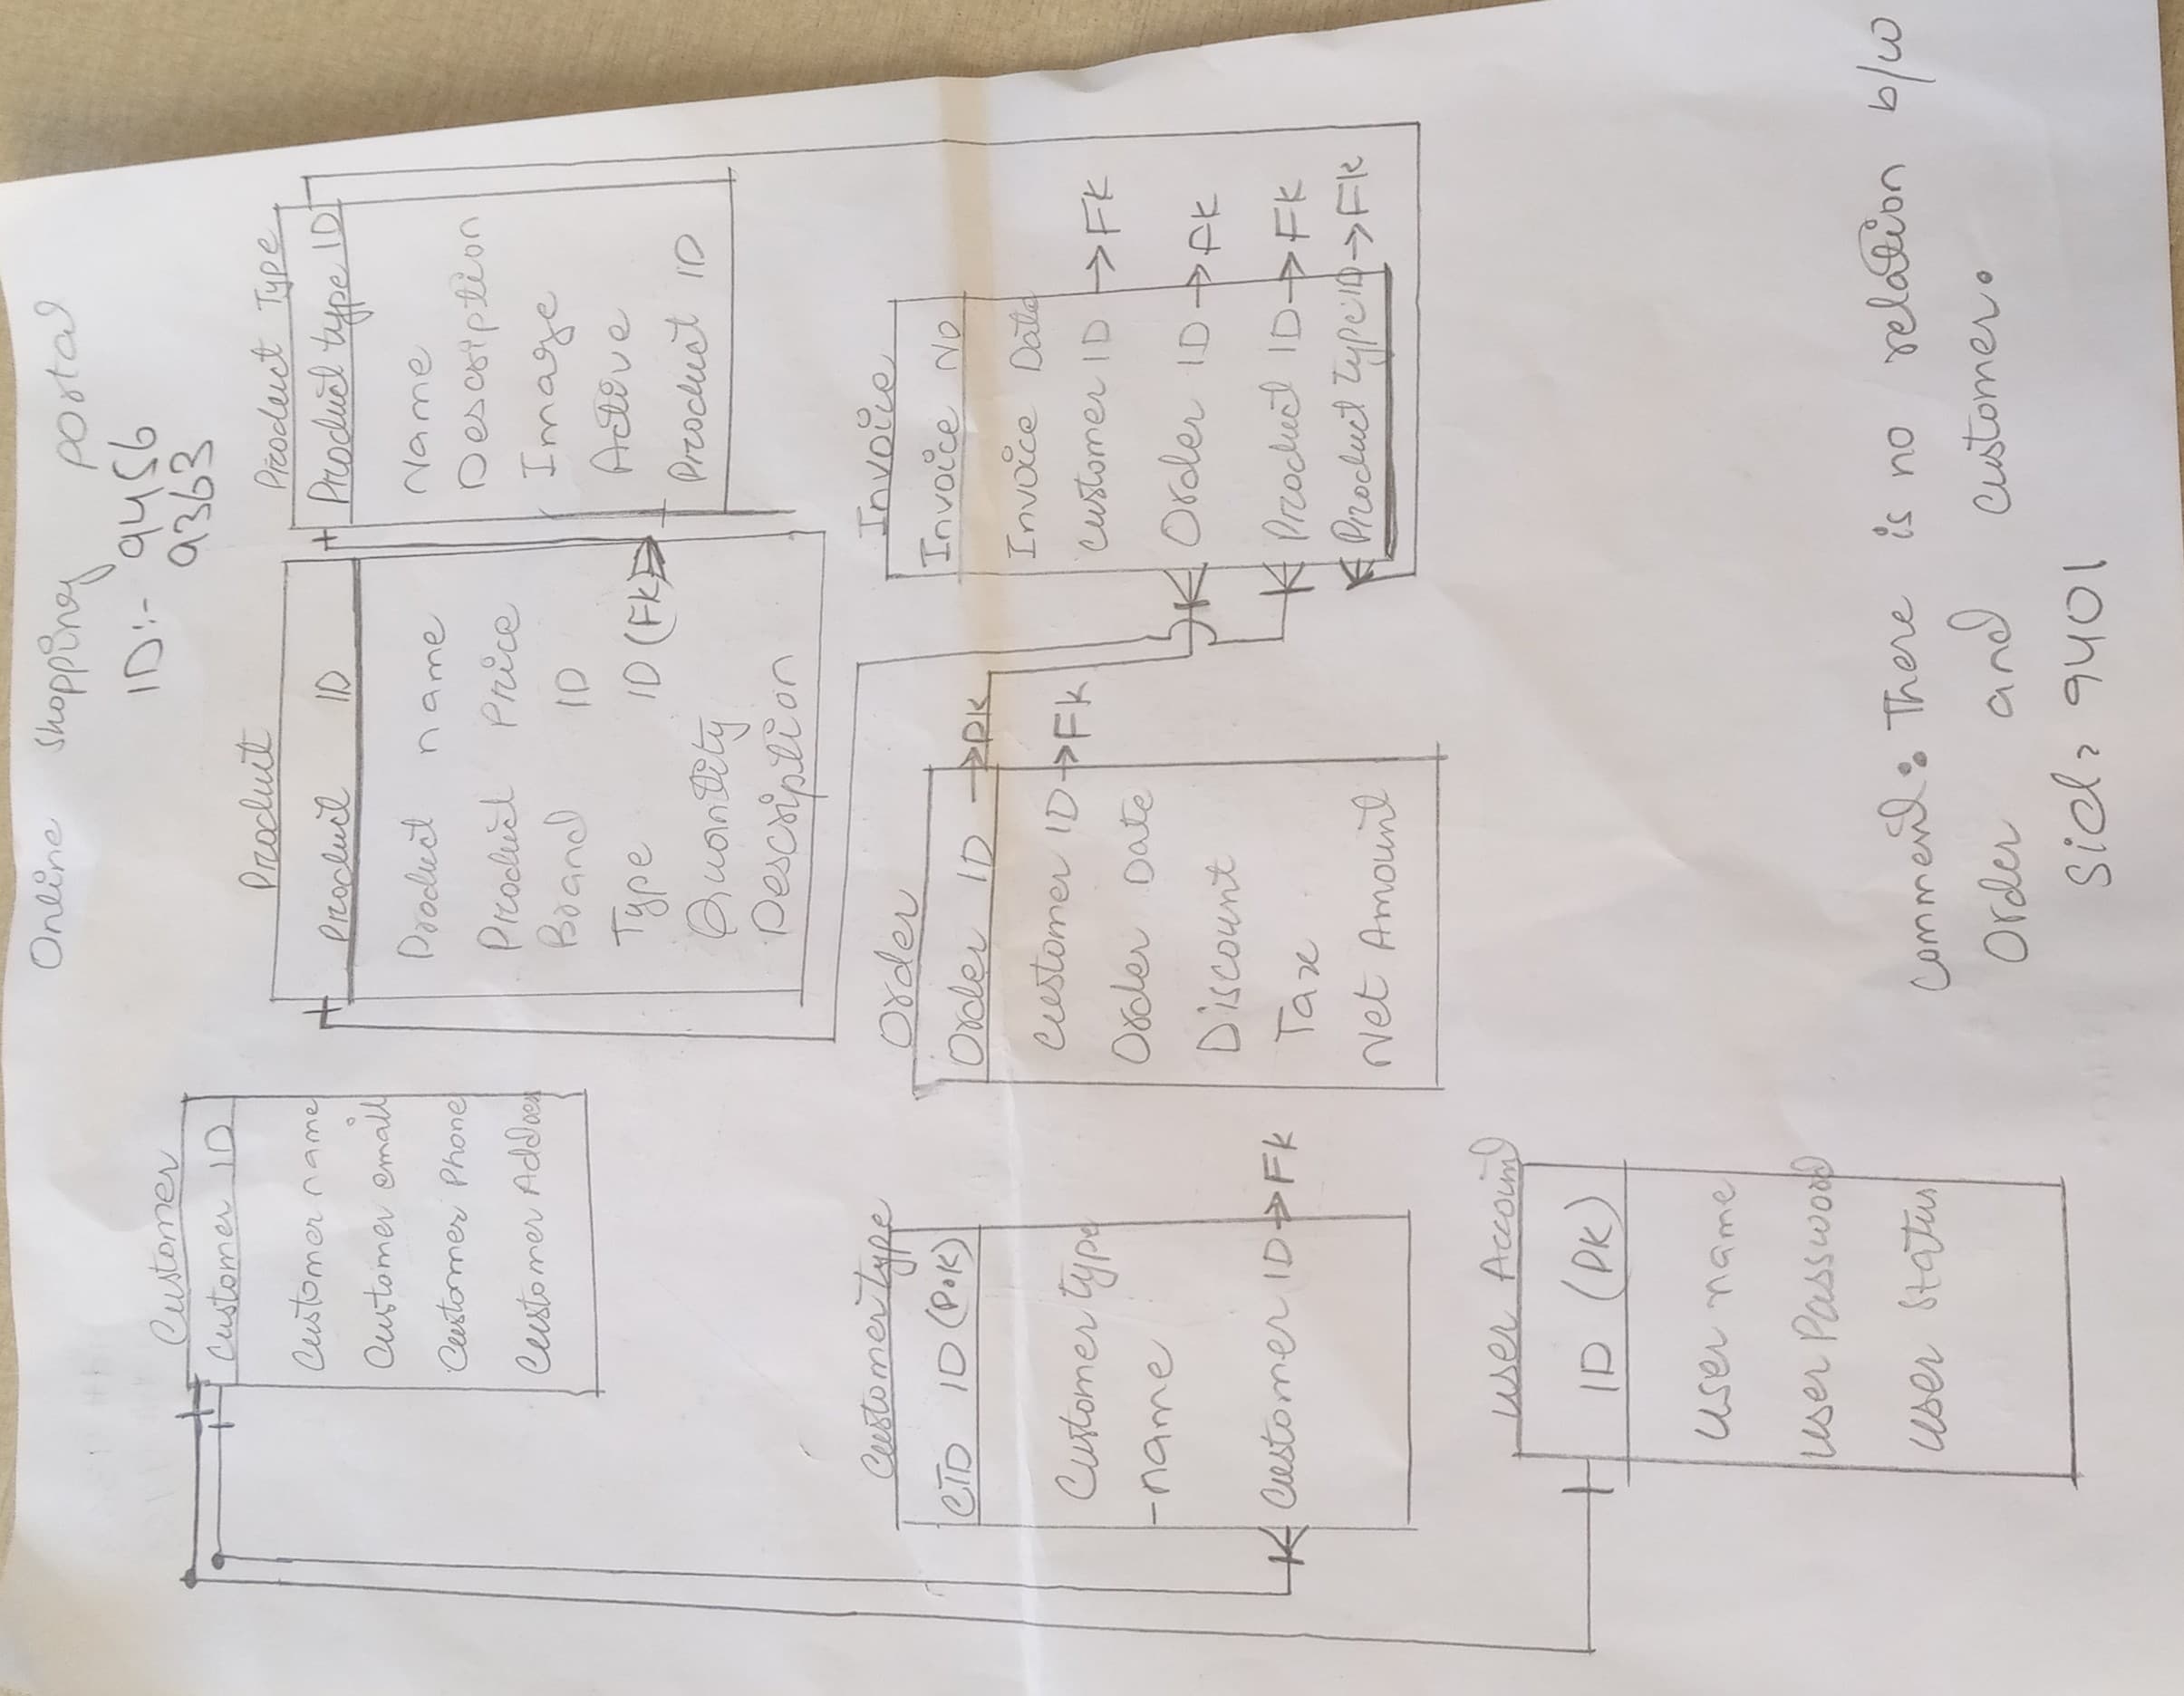 Online Shopping portal
ID:- 9456
9363
Customer
Customer ID
Customer name
Customer email
Customer Phone
Customer Addres
Product
Product ID
Product name
Product Price
Brand ID
Type ID (FK)
Quantity
Description
Product Type
Product type ID
Name
Description
Image
Active
Product ID
Customer type
CTD ID (P.K)
Customer type
-name
Customer ID → FK
Order
Order ID → PK
Customer ID → FK
Order Date
Discount
Tax
Net Amount
Invoice
Invoice No
Invoice Date
Customer ID → FK
Order ID → FK
Product ID → FK
Product type ID → FK
User Account
ID (PK)
User name
User Password
User Status
Comment: There is no relation b/w
Order and Customer.
Sid: 9401